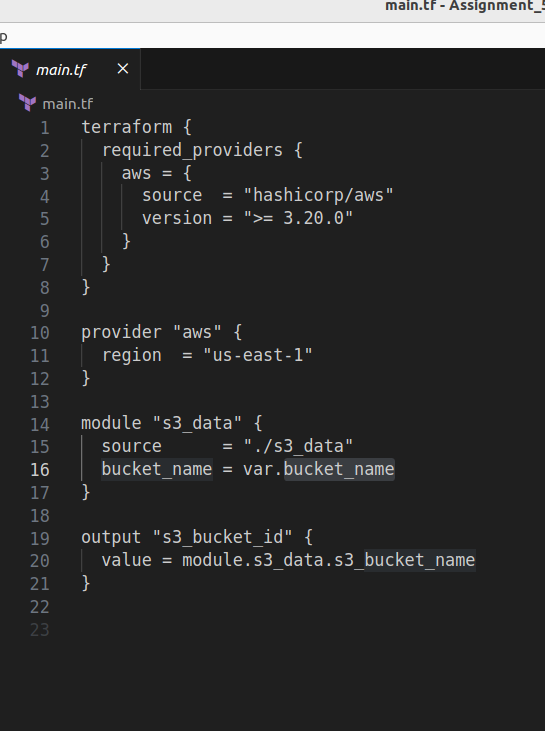 main.tf - Assignment_5
p
main.tf
main.tf
1 terraform {
2   required_providers {
3     aws = {
4       source  = "hashicorp/aws"
5       version = ">= 3.20.0"
6     }
7   }
8 }
9
10 provider "aws" {
11   region  = "us-east-1"
12 }
13
14 module "s3_data" {
15   source      = "./s3_data"
16   bucket_name = var.bucket_name
17 }
18
19 output "s3_bucket_id" {
20   value = module.s3_data.s3_bucket_name
21 }
22
23